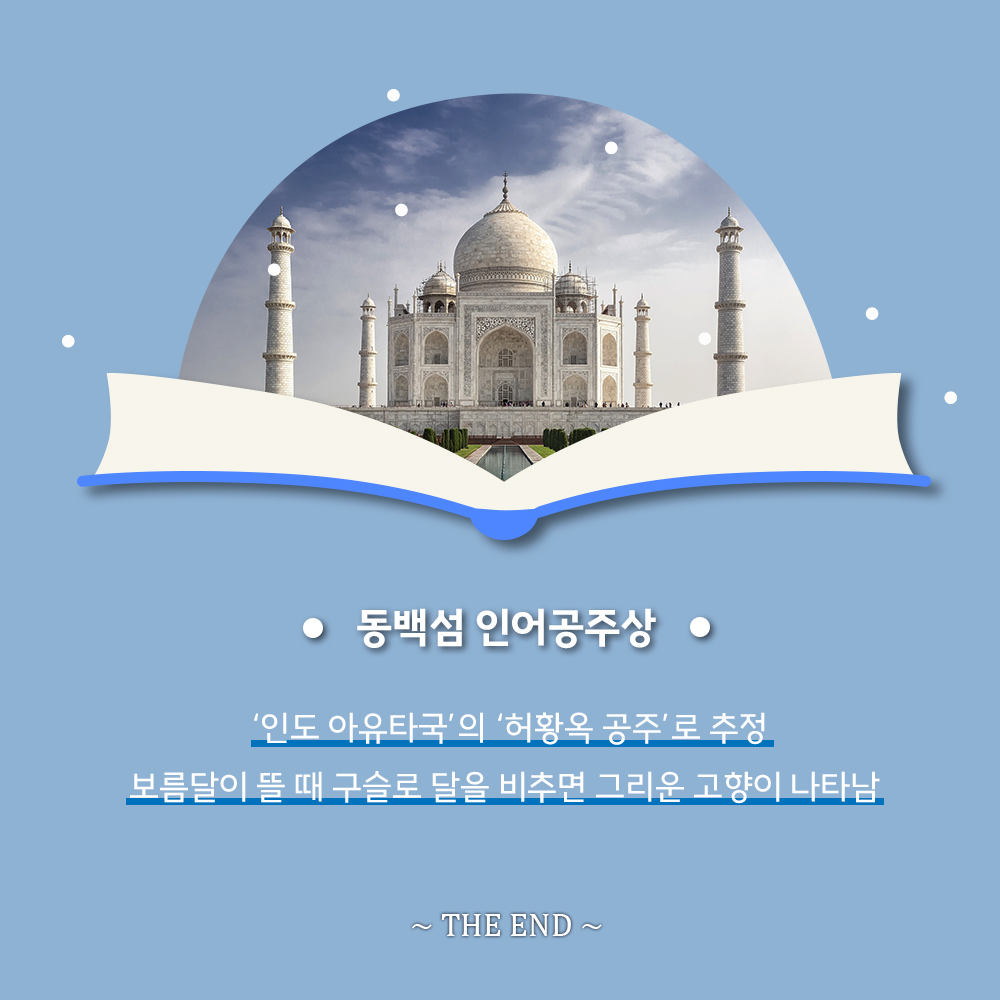 • 동백섬 인어공주상 •
‘인도 아유타국’의 ‘허황옥 공주’로 추정
보름달이 뜰 때 구슬로 달을 비추면 그리운 고향이 나타남
~ THE END ~